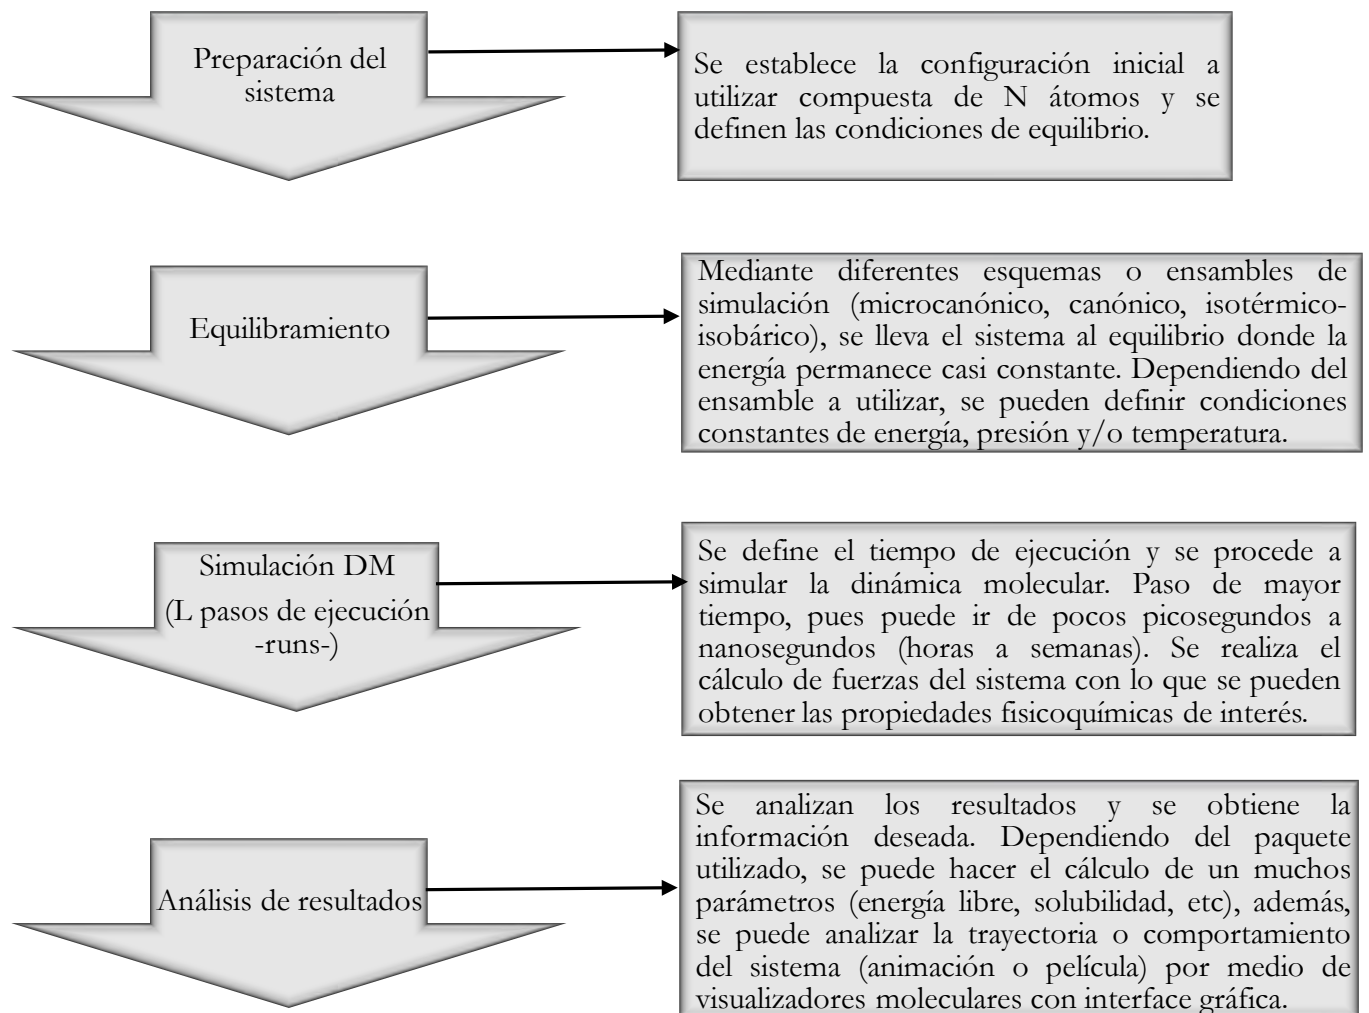 Preparación del
sistema
Se establece la configuración inicial a
utilizar compuesta de N átomos y se
definen las condiciones de equilibrio.
Equilibramiento
Mediante diferentes esquemas o ensambles de
simulación (microcanónico, canónico, isotérmico-
isobárico), se lleva el sistema al equilibrio donde la
energía permanece casi constante. Dependiendo del
ensamble a utilizar, se pueden definir condiciones
constantes de energía, presión y/o temperatura.
Simulación DM
(L pasos de ejecución
-runs-)
Se define el tiempo de ejecución y se procede a
simular la dinámica molecular. Paso de mayor
tiempo, pues puede ir de pocos picosegundos a
nanosegundos (horas a semanas). Se realiza el
cálculo de fuerzas del sistema con lo que se pueden
obtener las propiedades fisicoquímicas de interés.
Análisis de resultados
Se analizan los resultados y se obtiene la
información deseada. Dependiendo del paquete
utilizado, se puede hacer el cálculo de un muchos
parámetros (energía libre, solubilidad, etc), además,
se puede analizar la trayectoria o comportamiento
del sistema (animación o película) por medio de
visualizadores moleculares con interface gráfica.